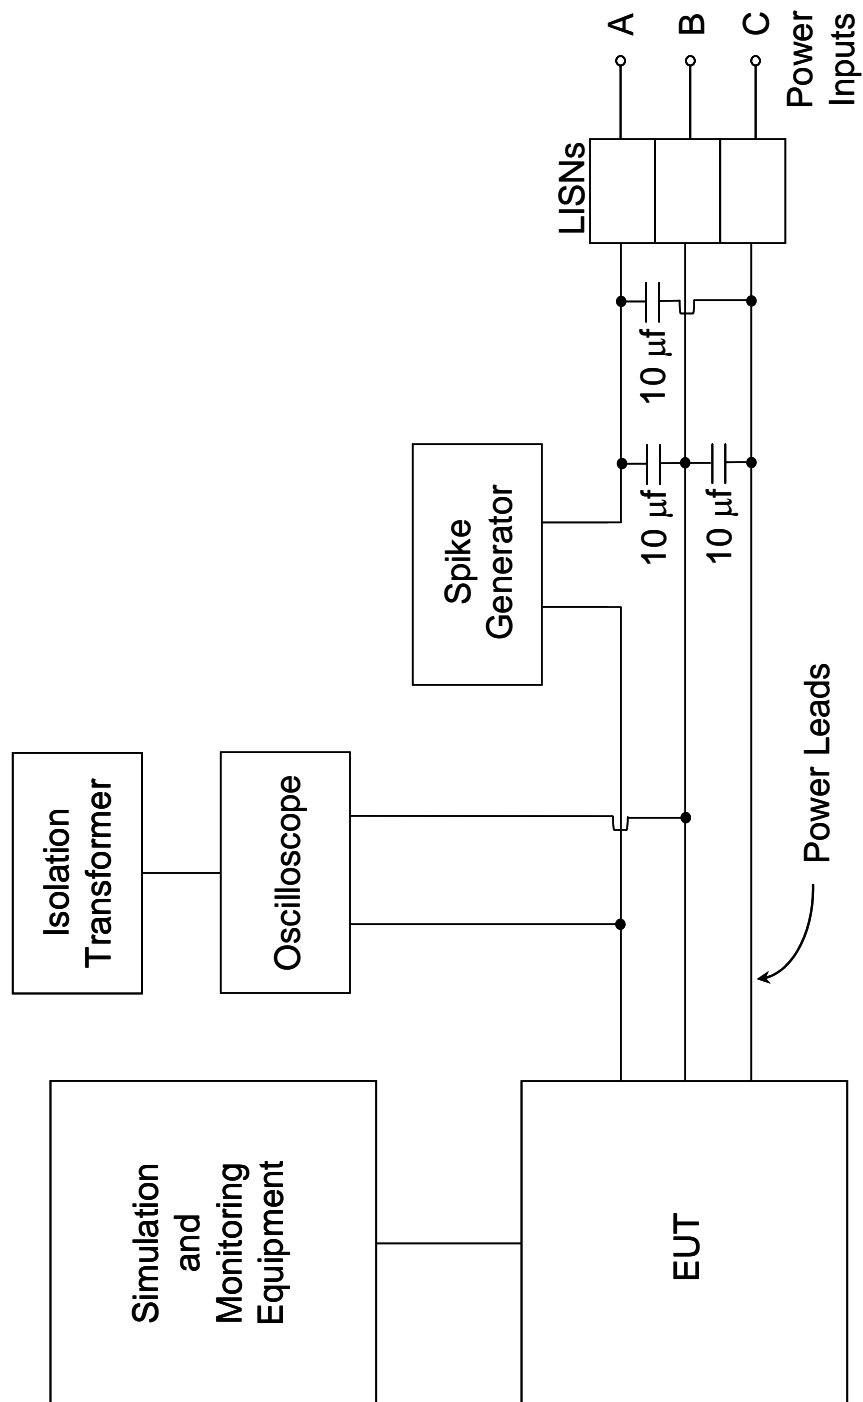 Simulation
and
Monitoring
Equipment
EUT
Isolation
Transformer
Oscilloscope
Spike
Generator
Power Leads
10 µf
10 µf
10 µf
LISNs
A
B
C
Power
Inputs